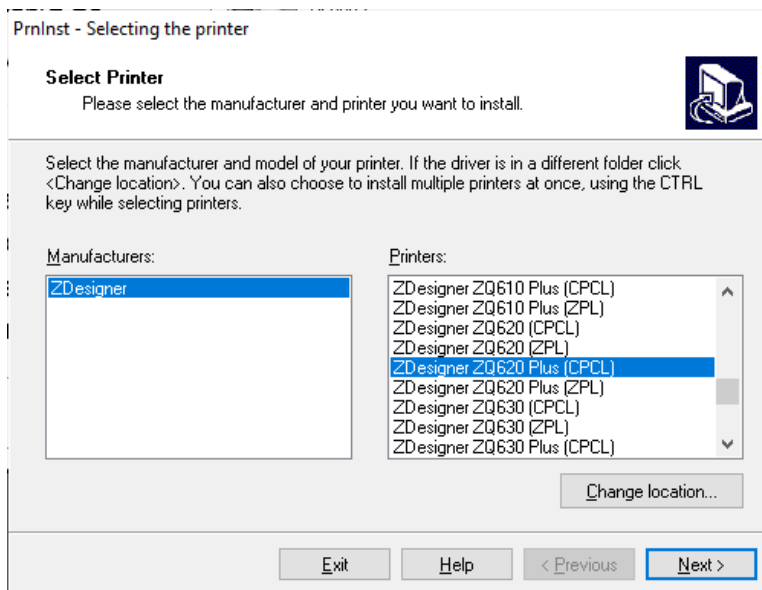 PrnInst - Selecting the printer
Select Printer
Please select the manufacturer and printer you want to install.
Select the manufacturer and model of your printer. If the driver is in a different folder click
<Change location>. You can also choose to install multiple printers at once, using the CTRL
key while selecting printers.
Manufacturers:
ZDesigner
Printers:
ZDesigner ZQ610 Plus (CPCL)
ZDesigner ZQ610 Plus (ZPL)
ZDesigner ZQ620 (CPCL)
ZDesigner ZQ620 (ZPL)
ZDesigner ZQ620 Plus (CPCL)
ZDesigner ZQ620 Plus (ZPL)
ZDesigner ZQ630 (CPCL)
ZDesigner ZQ630 (ZPL)
ZDesigner ZQ630 Plus (CPCL)
Change location...
Exit
Help
< Previous
Next >